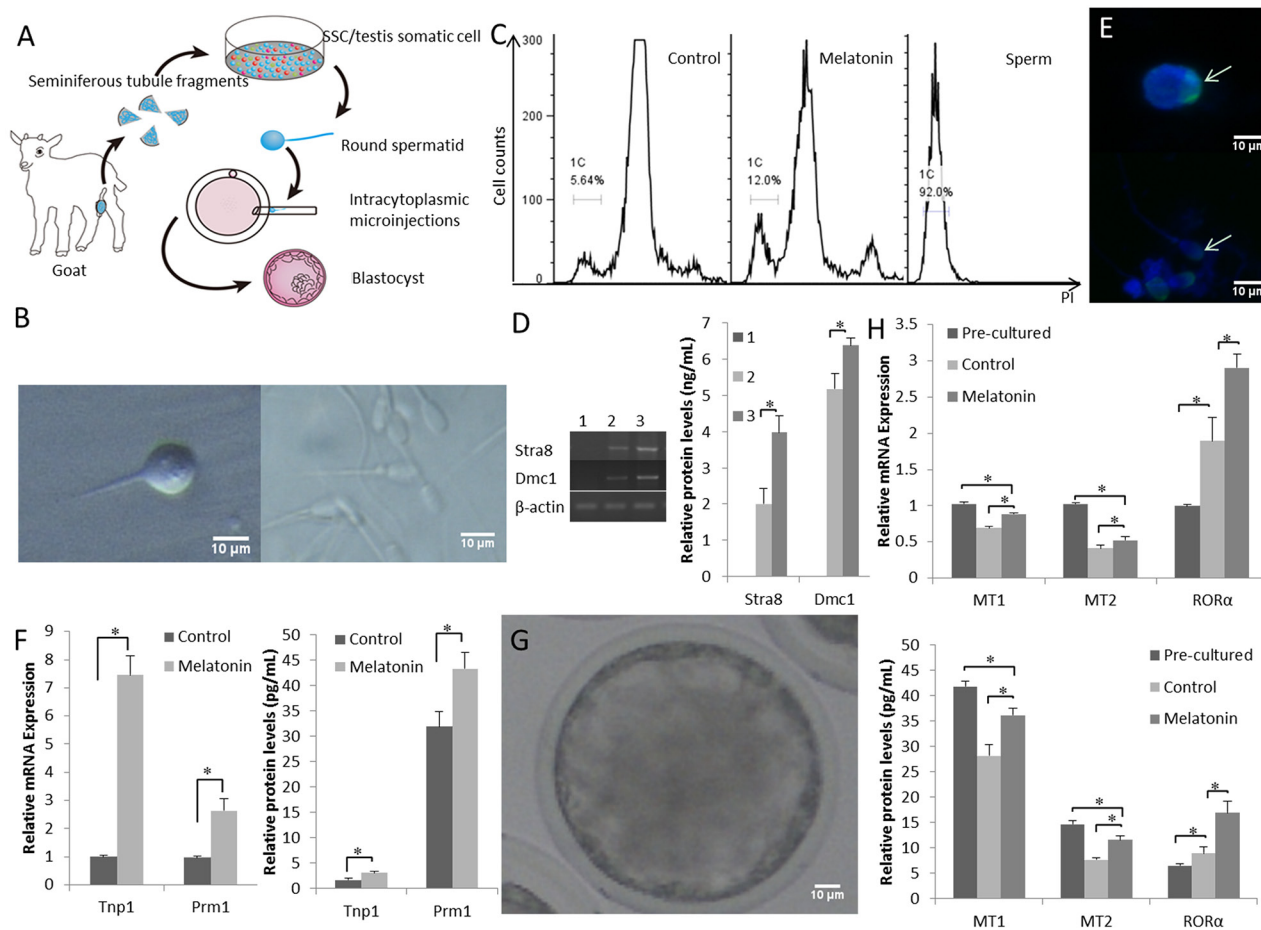 A
SSC/testis somatic cell
Seminiferous tubule fragments
Round spermatid
Intracytoplasmic
microinjections
Goat
Blastocyst
B
10 μm
10 μm
C
Cell counts
300
200
100
0
Control
1C
5.64%
Melatonin
1C
12.0%
Sperm
1C
92.0%
PI
D
1 2 3
Stra8
Dmc1
β-actin
Relative protein levels (ng/mL)
7
6
5
4
3
2
1
0
1
2
3
*
*
Stra8 Dmc1
E
10 μm
10 μm
F
Relative mRNA Expression
9
8
7
6
5
4
3
2
1
0
Control
Melatonin
*
*
Tnp1 Prm1
Relative protein levels (pg/mL)
50
45
40
35
30
25
20
15
10
5
0
Control
Melatonin
*
*
Tnp1 Prm1
G
10 μm
H
Relative mRNA Expression
3.5
3
2.5
2
1.5
1
0.5
0
Pre-cultured
Control
Melatonin
*
*
*
*
*
*
MT1 MT2 RORα
Relative protein levels (pg/mL)
50
45
40
35
30
25
20
15
10
5
0
Pre-cultured
Control
Melatonin
*
*
*
*
*
*
MT1 MT2 RORα